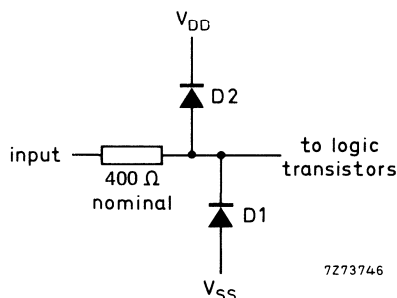 VDD
D2
input
400 Ω
nominal
to logic
transistors
D1
VSS
7Z73746